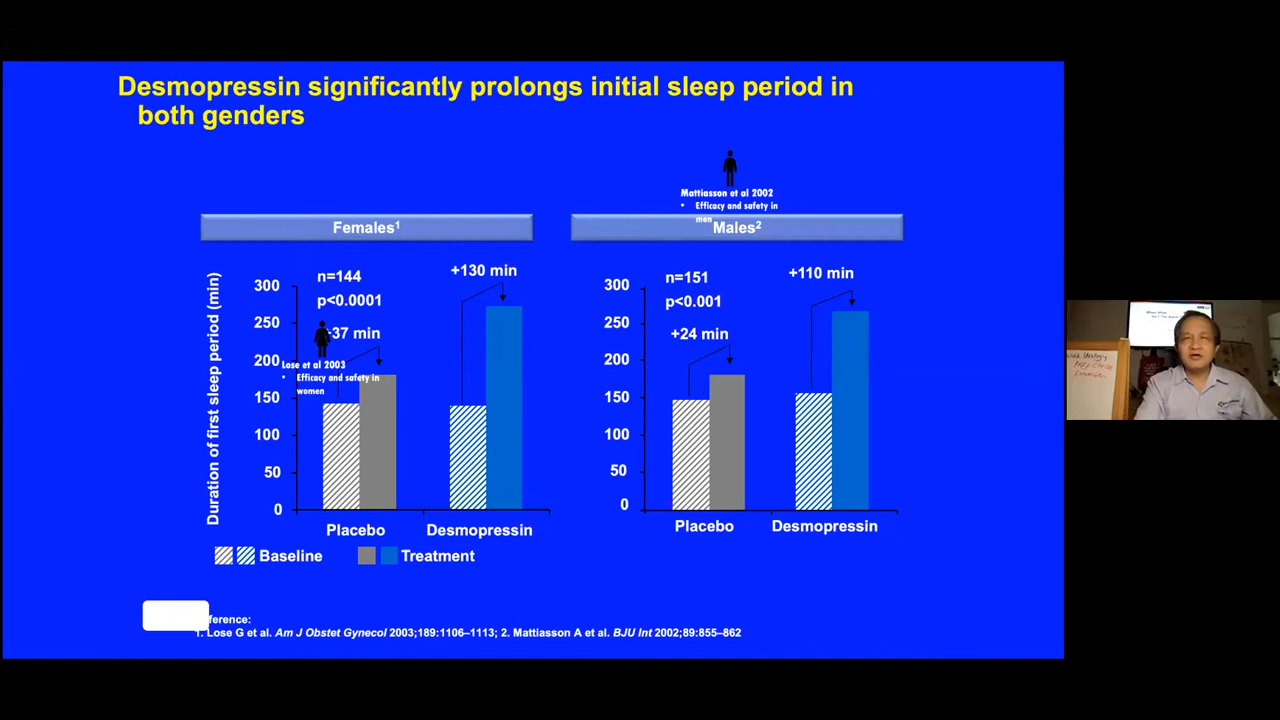 Desmopressin significantly prolongs initial sleep period in
both genders
Mattiasson et al 2002
• Efficacy and safety in
men
Females1
Males2
Duration of first sleep period (min)
300
250
200
150
100
50
0
n=144
p<0.0001
37 min
+130 min
Lose et al 2003
• Efficacy and safety in
women
Placebo
Desmopressin
300
250
200
150
100
50
0
n=151
p<0.001
+24 min
+110 min
Placebo
Desmopressin
Baseline
Treatment
ference:
1. Lose G et al. Am J Obstet Gynecol 2003;189:1106–1113; 2. Mattiasson A et al. BJU Int 2002;89:855–862
Urology